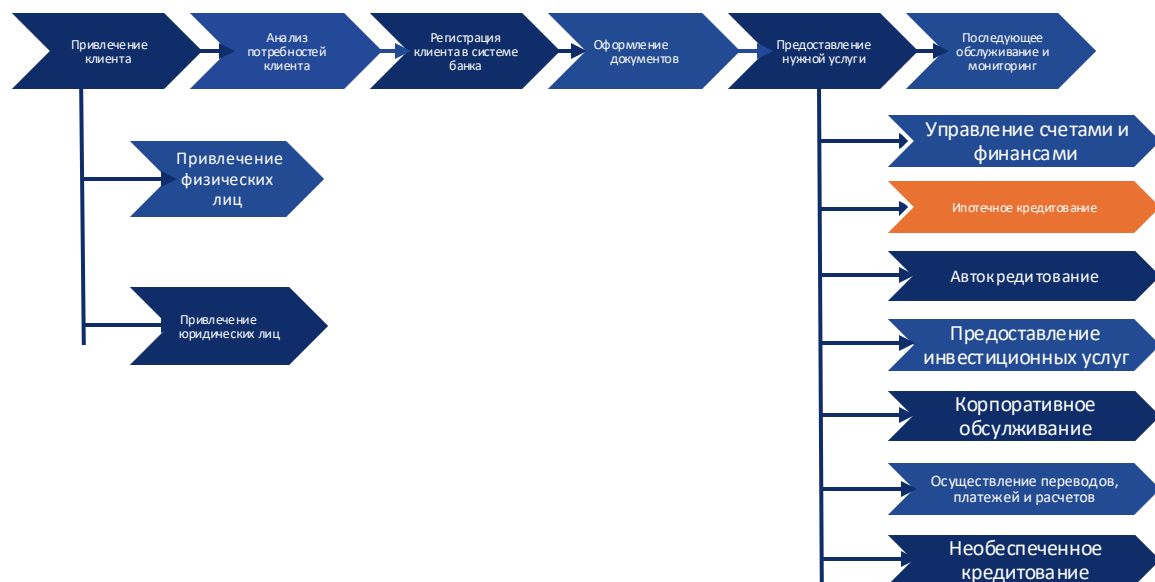 Привлечение
клиента
Анализ
потребностей
клиента
Регистрация
клиента в системе
банка
Оформление
документов
Предоставление
нужной услуги
Последующее
обслуживание и
мониторинг
Привлечение
физических
лиц
Привлечение
юридических лиц
Управление счетами и
финансами
Ипотечное кредитование
Автокредитование
Предоставление
инвестиционных услуг
Корпоративное
обсулживание
Осуществление переводов,
платежей и расчетов
Необеспеченное
кредитование